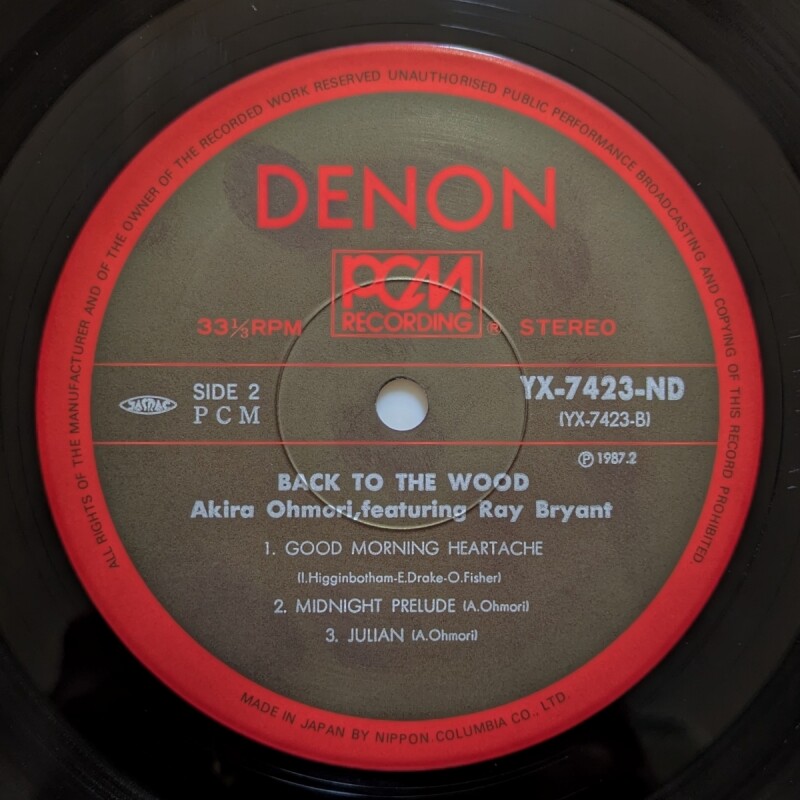 ALL RIGHTS OF THE MANUFACTURER AND OF THE OWNER OF THE RECORDED WORK RESERVED UNAUTHORISED PUBLIC PERFORMANCE BROADCASTING AND COPYING OF THIS RECORD PROHIBITED.
DENON
PCM
RECORDING ®
33⅓RPM STEREO
JASRAC
SIDE 2 YX-7423-ND
PCM (YX-7423-B)
℗ 1987.2
BACK TO THE WOOD
Akira Ohmori,featuring Ray Bryant
1. GOOD MORNING HEARTACHE
(I.Higginbotham-E.Drake-O.Fisher)
2. MIDNIGHT PRELUDE (A.Ohmori)
3. JULIAN (A.Ohmori)
MADE IN JAPAN BY NIPPON COLUMBIA CO., LTD.